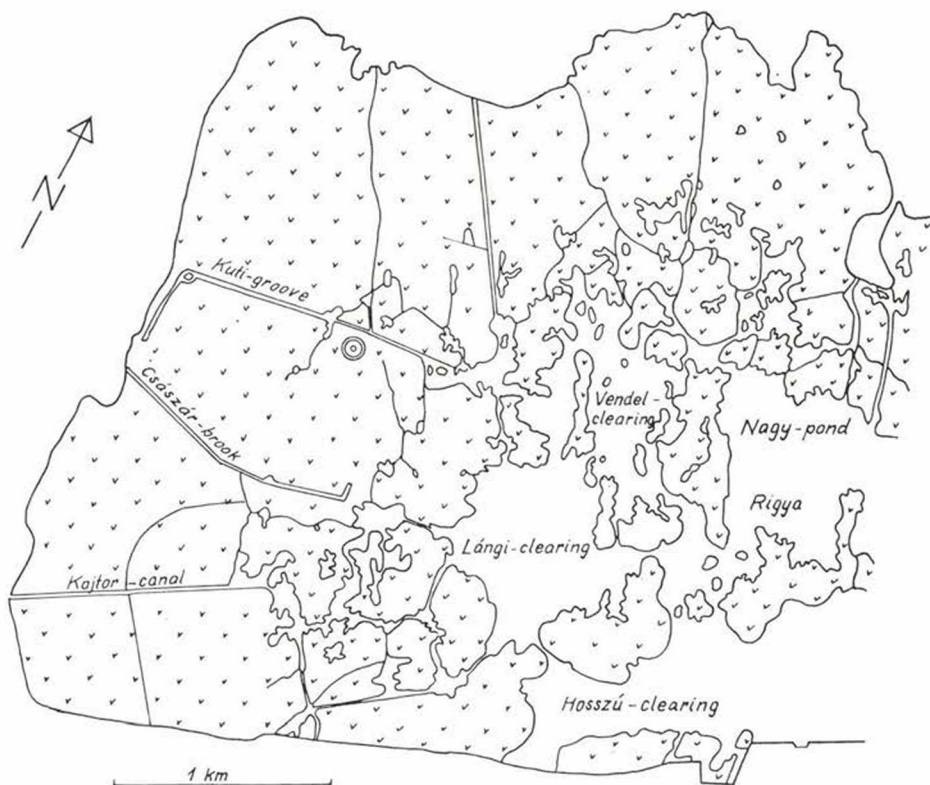 N
Kuti-groove
Császár-brook
Vendel-
clearing
Nagy-pond
Rigya
Lángi-clearing
Kajtor-canal
Hosszú-clearing
1 km